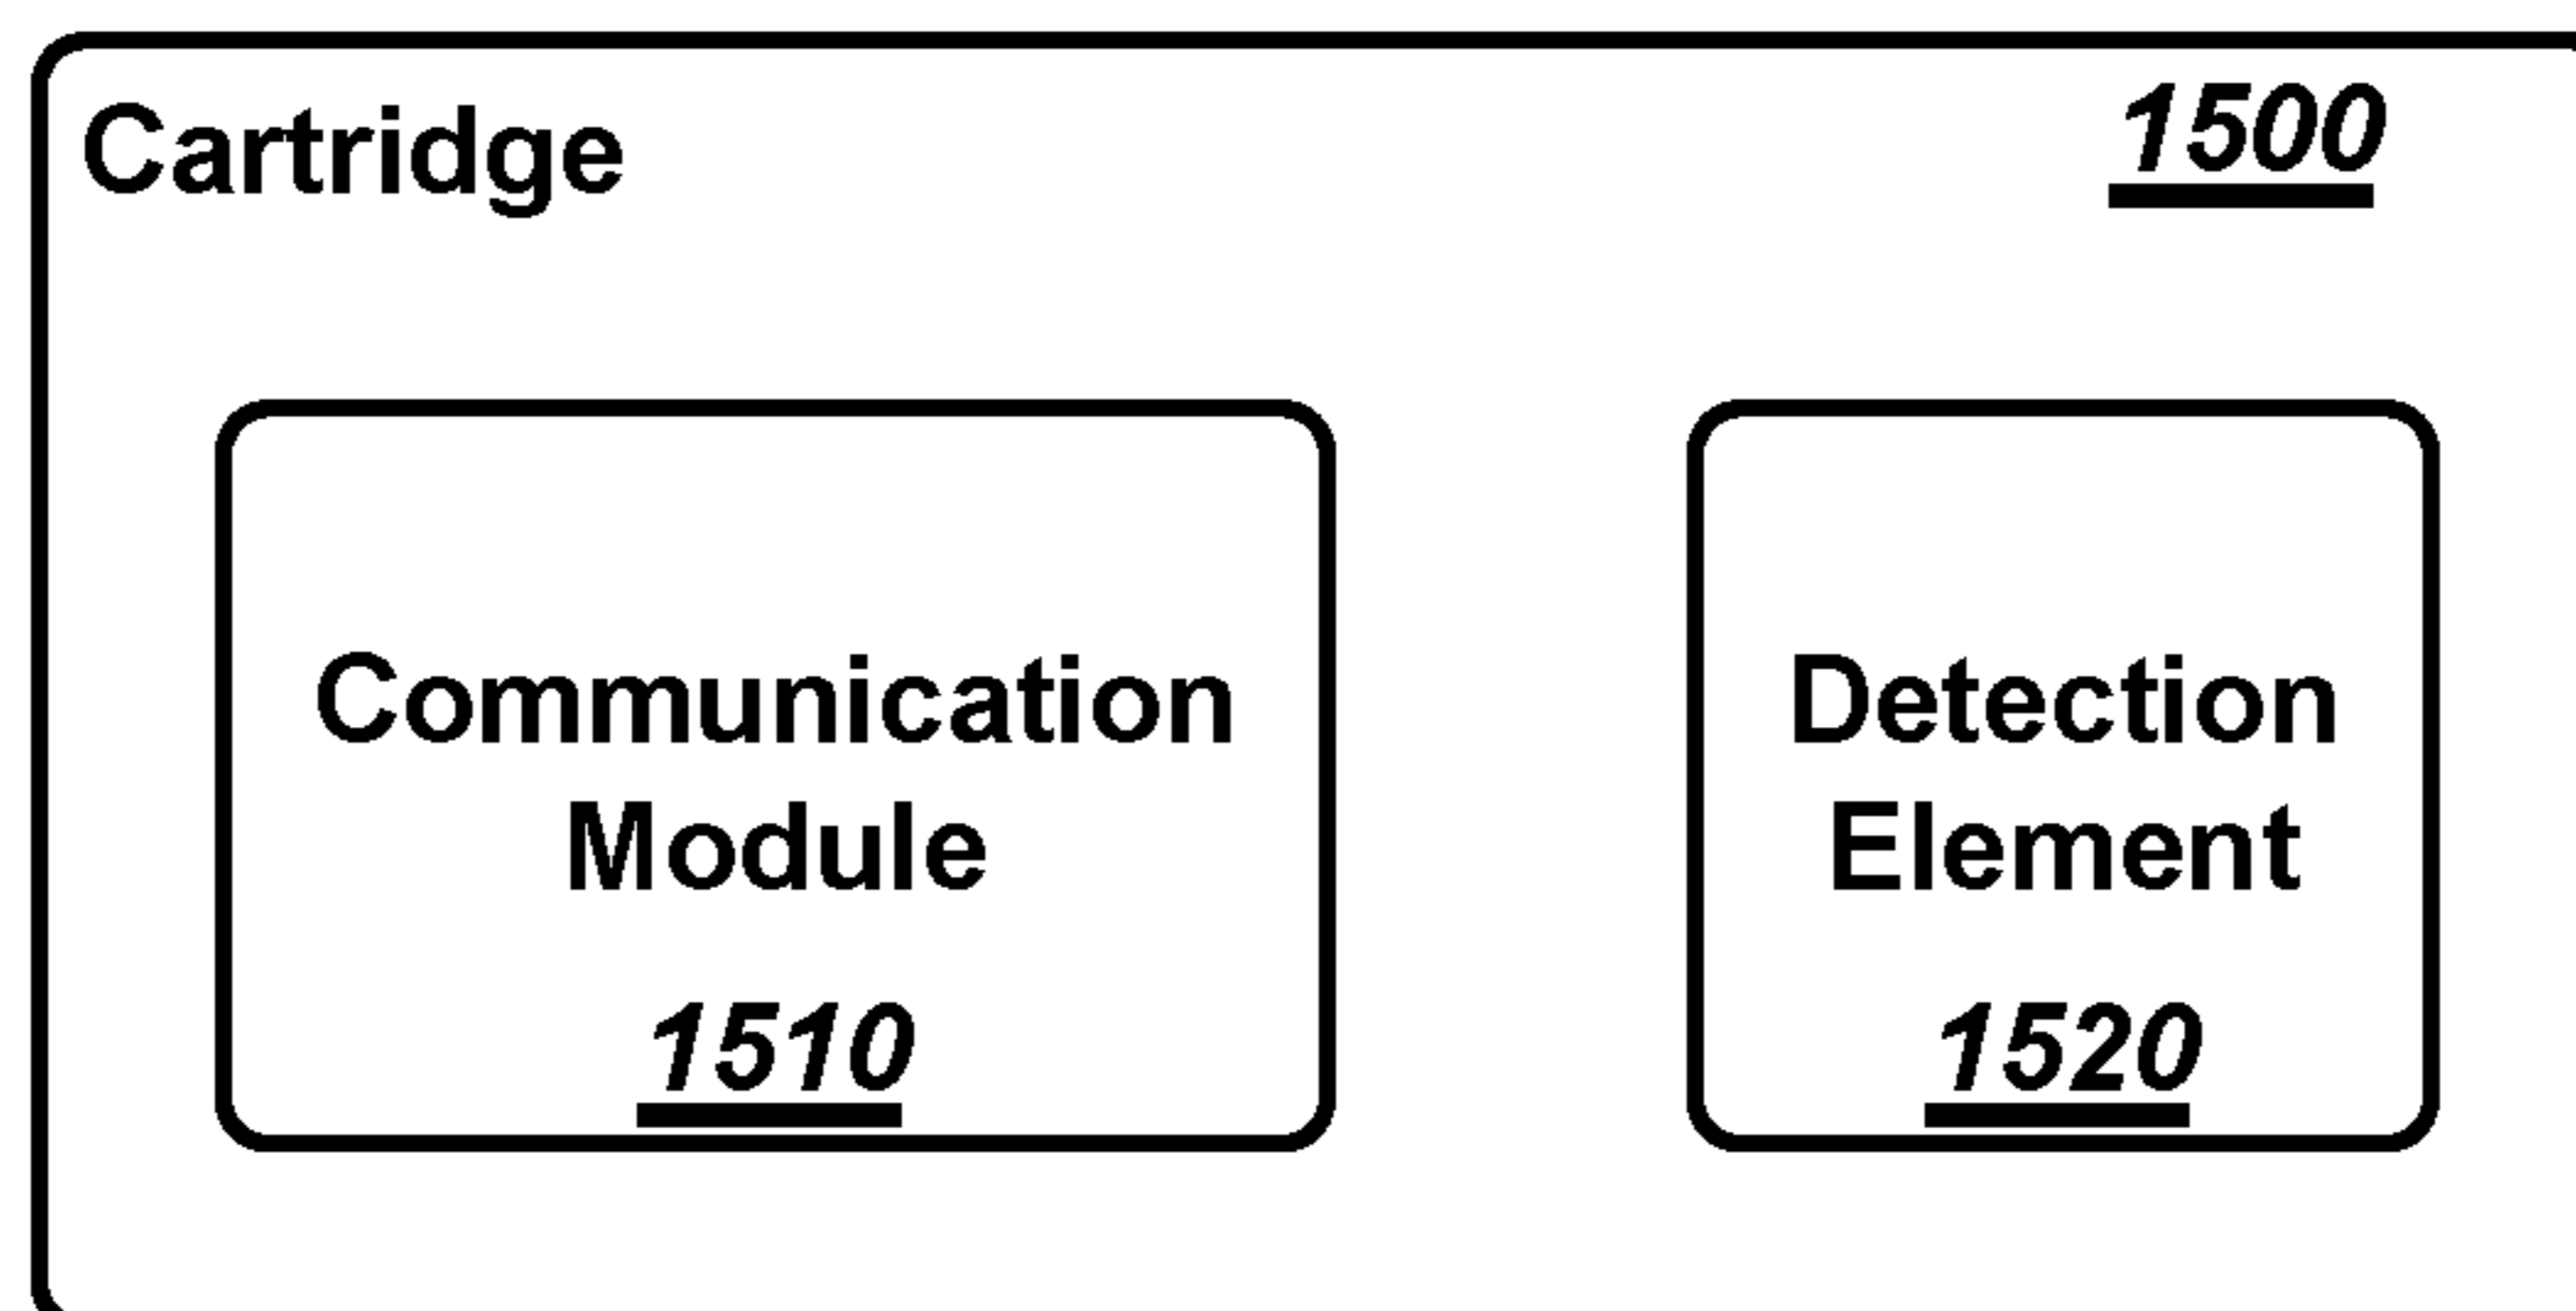 Cartridge
1500
Communication
Module
1510
Detection
Element
1520